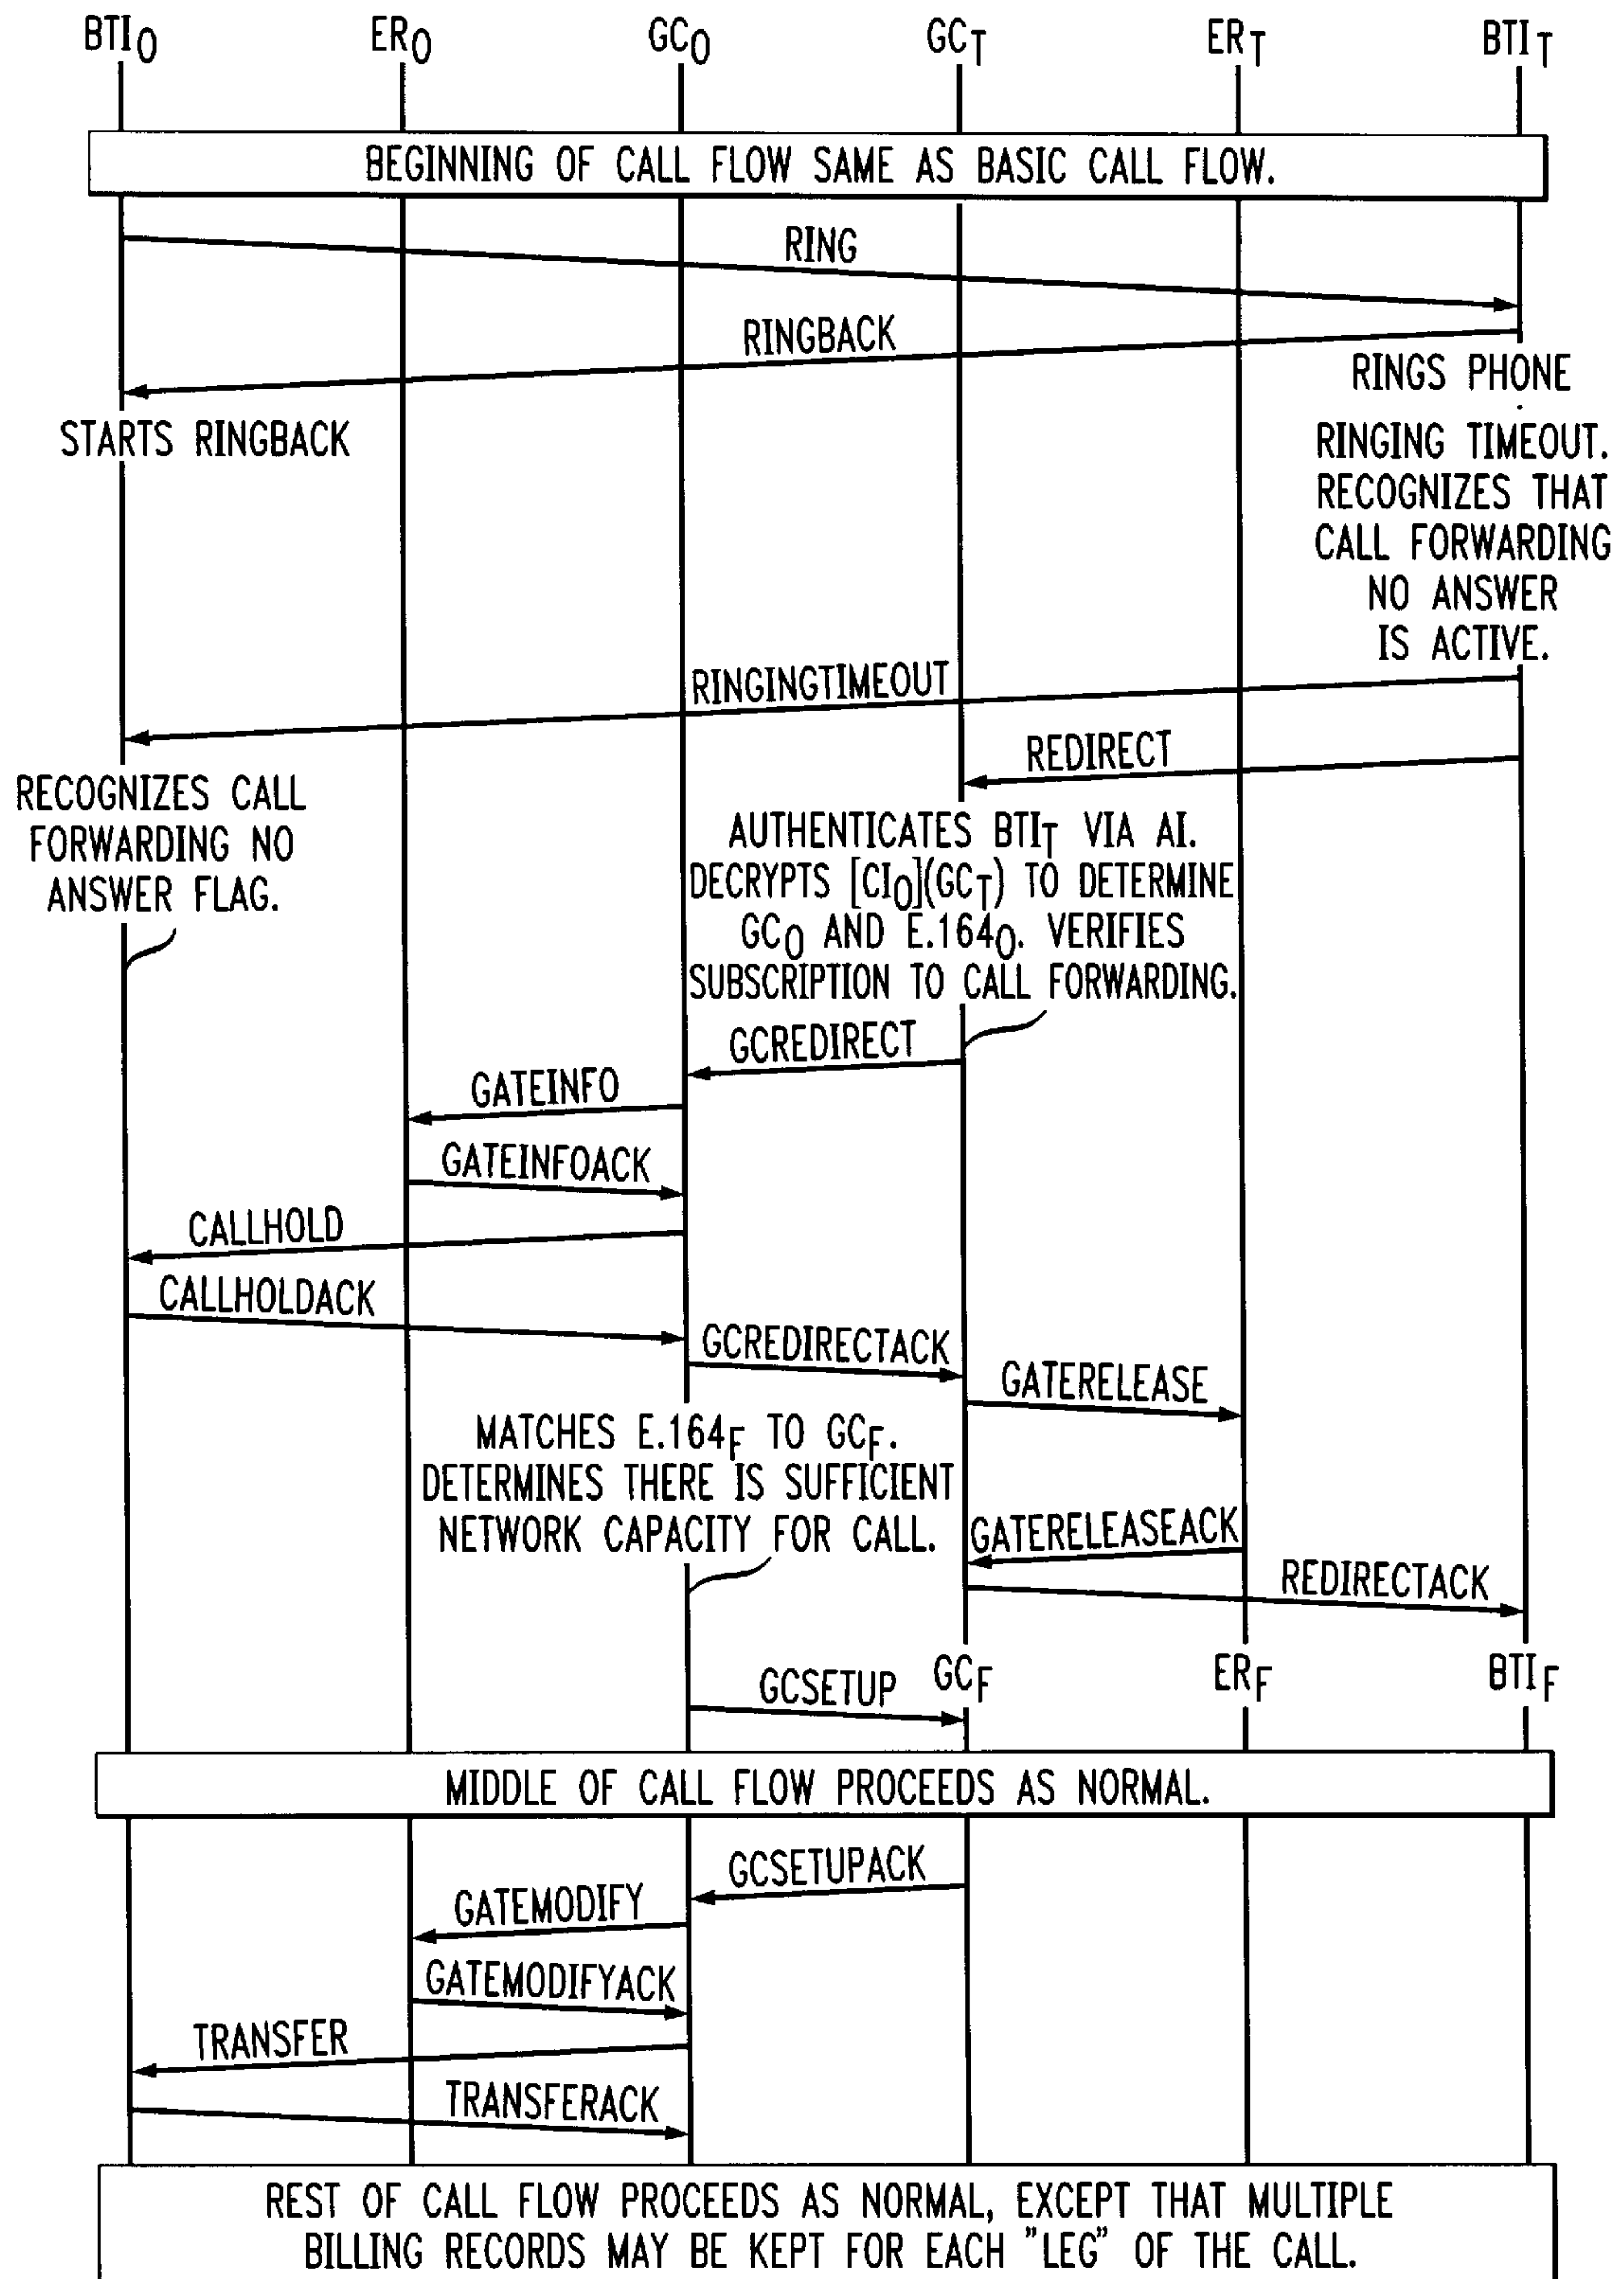 BTIO ERO GCO GCT ERT BTIT
BEGINNING OF CALL FLOW SAME AS BASIC CALL FLOW.
RING
RINGBACK
RINGS PHONE
STARTS RINGBACK
RINGING TIMEOUT.
RECOGNIZES THAT
CALL FORWARDING
NO ANSWER
IS ACTIVE.
RINGINGTIMEOUT
REDIRECT
RECOGNIZES CALL
FORWARDING NO
ANSWER FLAG.
AUTHENTICATES BTIT VIA AI.
DECRYPTS [CIO](GCT) TO DETERMINE
GCO AND E.164O. VERIFIES
SUBSCRIPTION TO CALL FORWARDING.
GCREDIRECT
GATEINFO
GATEINFOACK
CALLHOLD
CALLHOLDACK
GCREDIRECTACK
GATERELEASE
MATCHES E.164F TO GCF.
DETERMINES THERE IS SUFFICIENT
NETWORK CAPACITY FOR CALL.
GATERELEASEACK
REDIRECTACK
GCSETUP
GCF ERF BTIF
MIDDLE OF CALL FLOW PROCEEDS AS NORMAL.
GCSETUPACK
GATEMODIFY
GATEMODIFYACK
TRANSFER
TRANSFERACK
REST OF CALL FLOW PROCEEDS AS NORMAL, EXCEPT THAT MULTIPLE
BILLING RECORDS MAY BE KEPT FOR EACH "LEG" OF THE CALL.